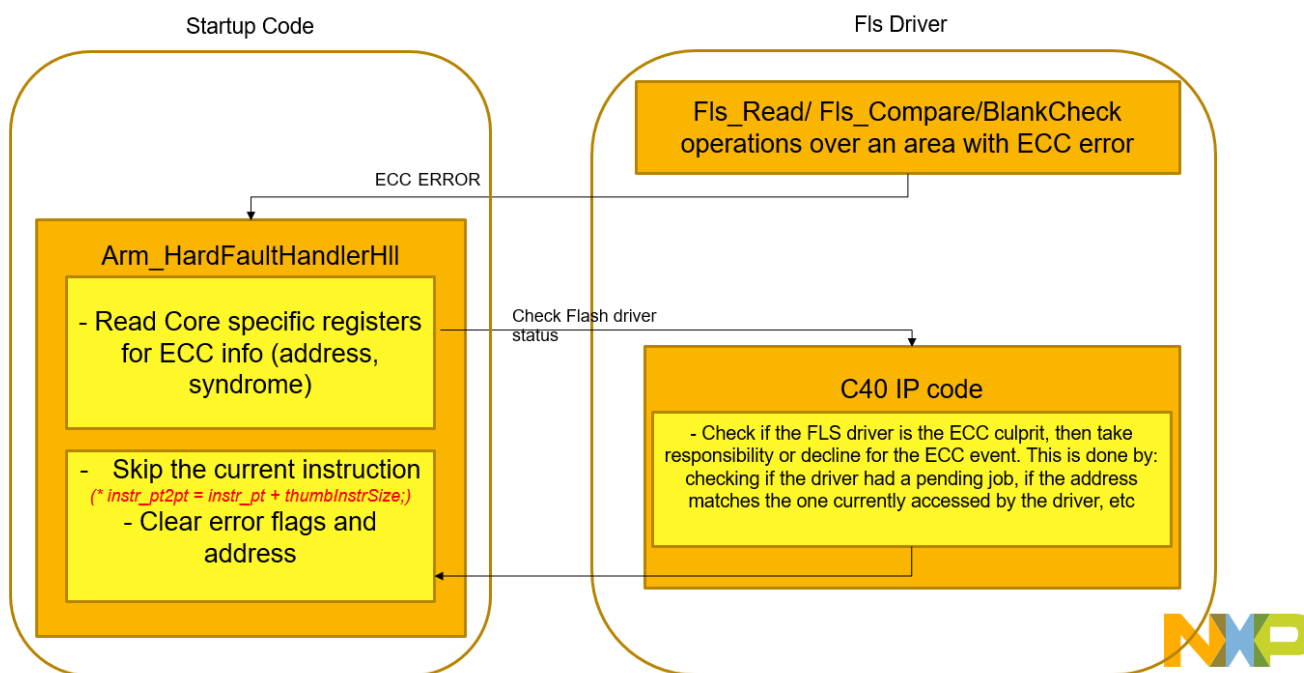 Startup Code
Fls Driver
Fls_Read/ Fls_Compare/BlankCheck
operations over an area with ECC error
ECC ERROR
Arm_HardFaultHandlerHll
- Read Core specific registers
for ECC info (address,
syndrome)
Check Flash driver
status
C40 IP code
- Check if the FLS driver is the ECC culprit, then take
responsibility or decline for the ECC event. This is done by:
checking if the driver had a pending job, if the address
matches the one currently accessed by the driver, etc
- Skip the current instruction
(* instr_pt2pt = instr_pt + thumbInstrSize;)
- Clear error flags and
address
NXP